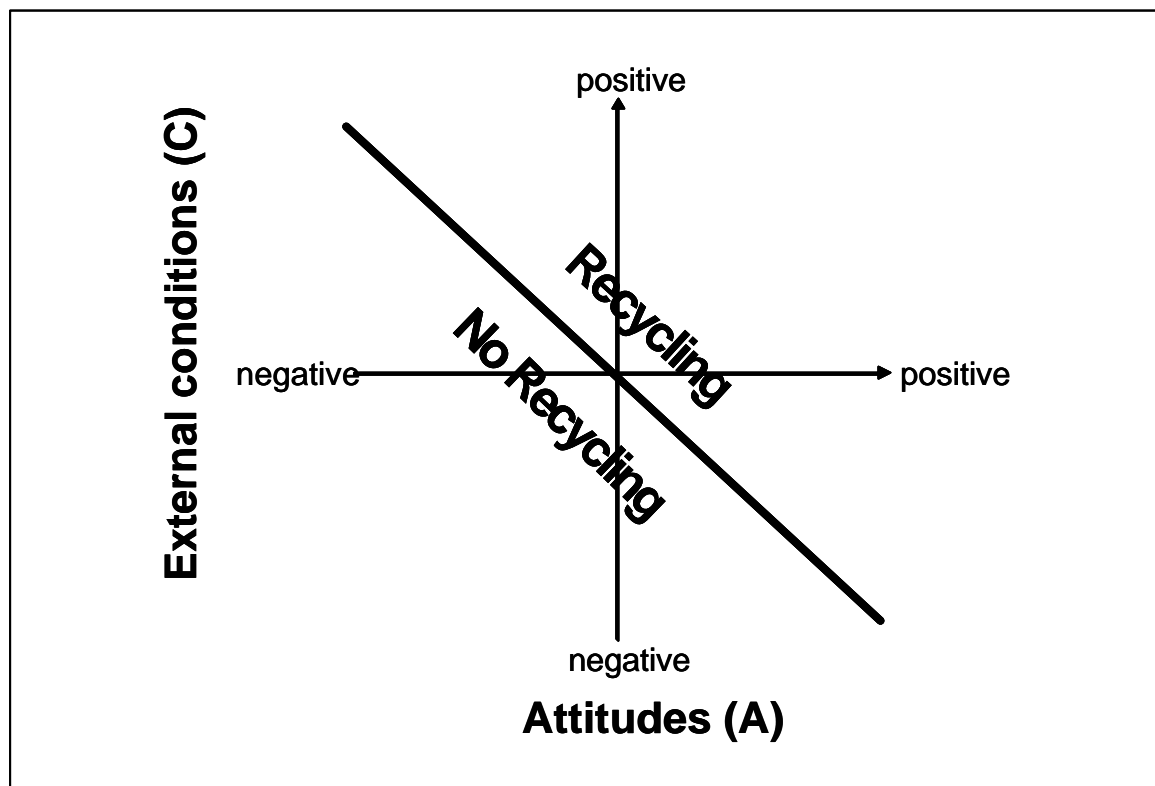 positive
External conditions (C)
Recycling
No Recycling
negative
positive
negative
Attitudes (A)